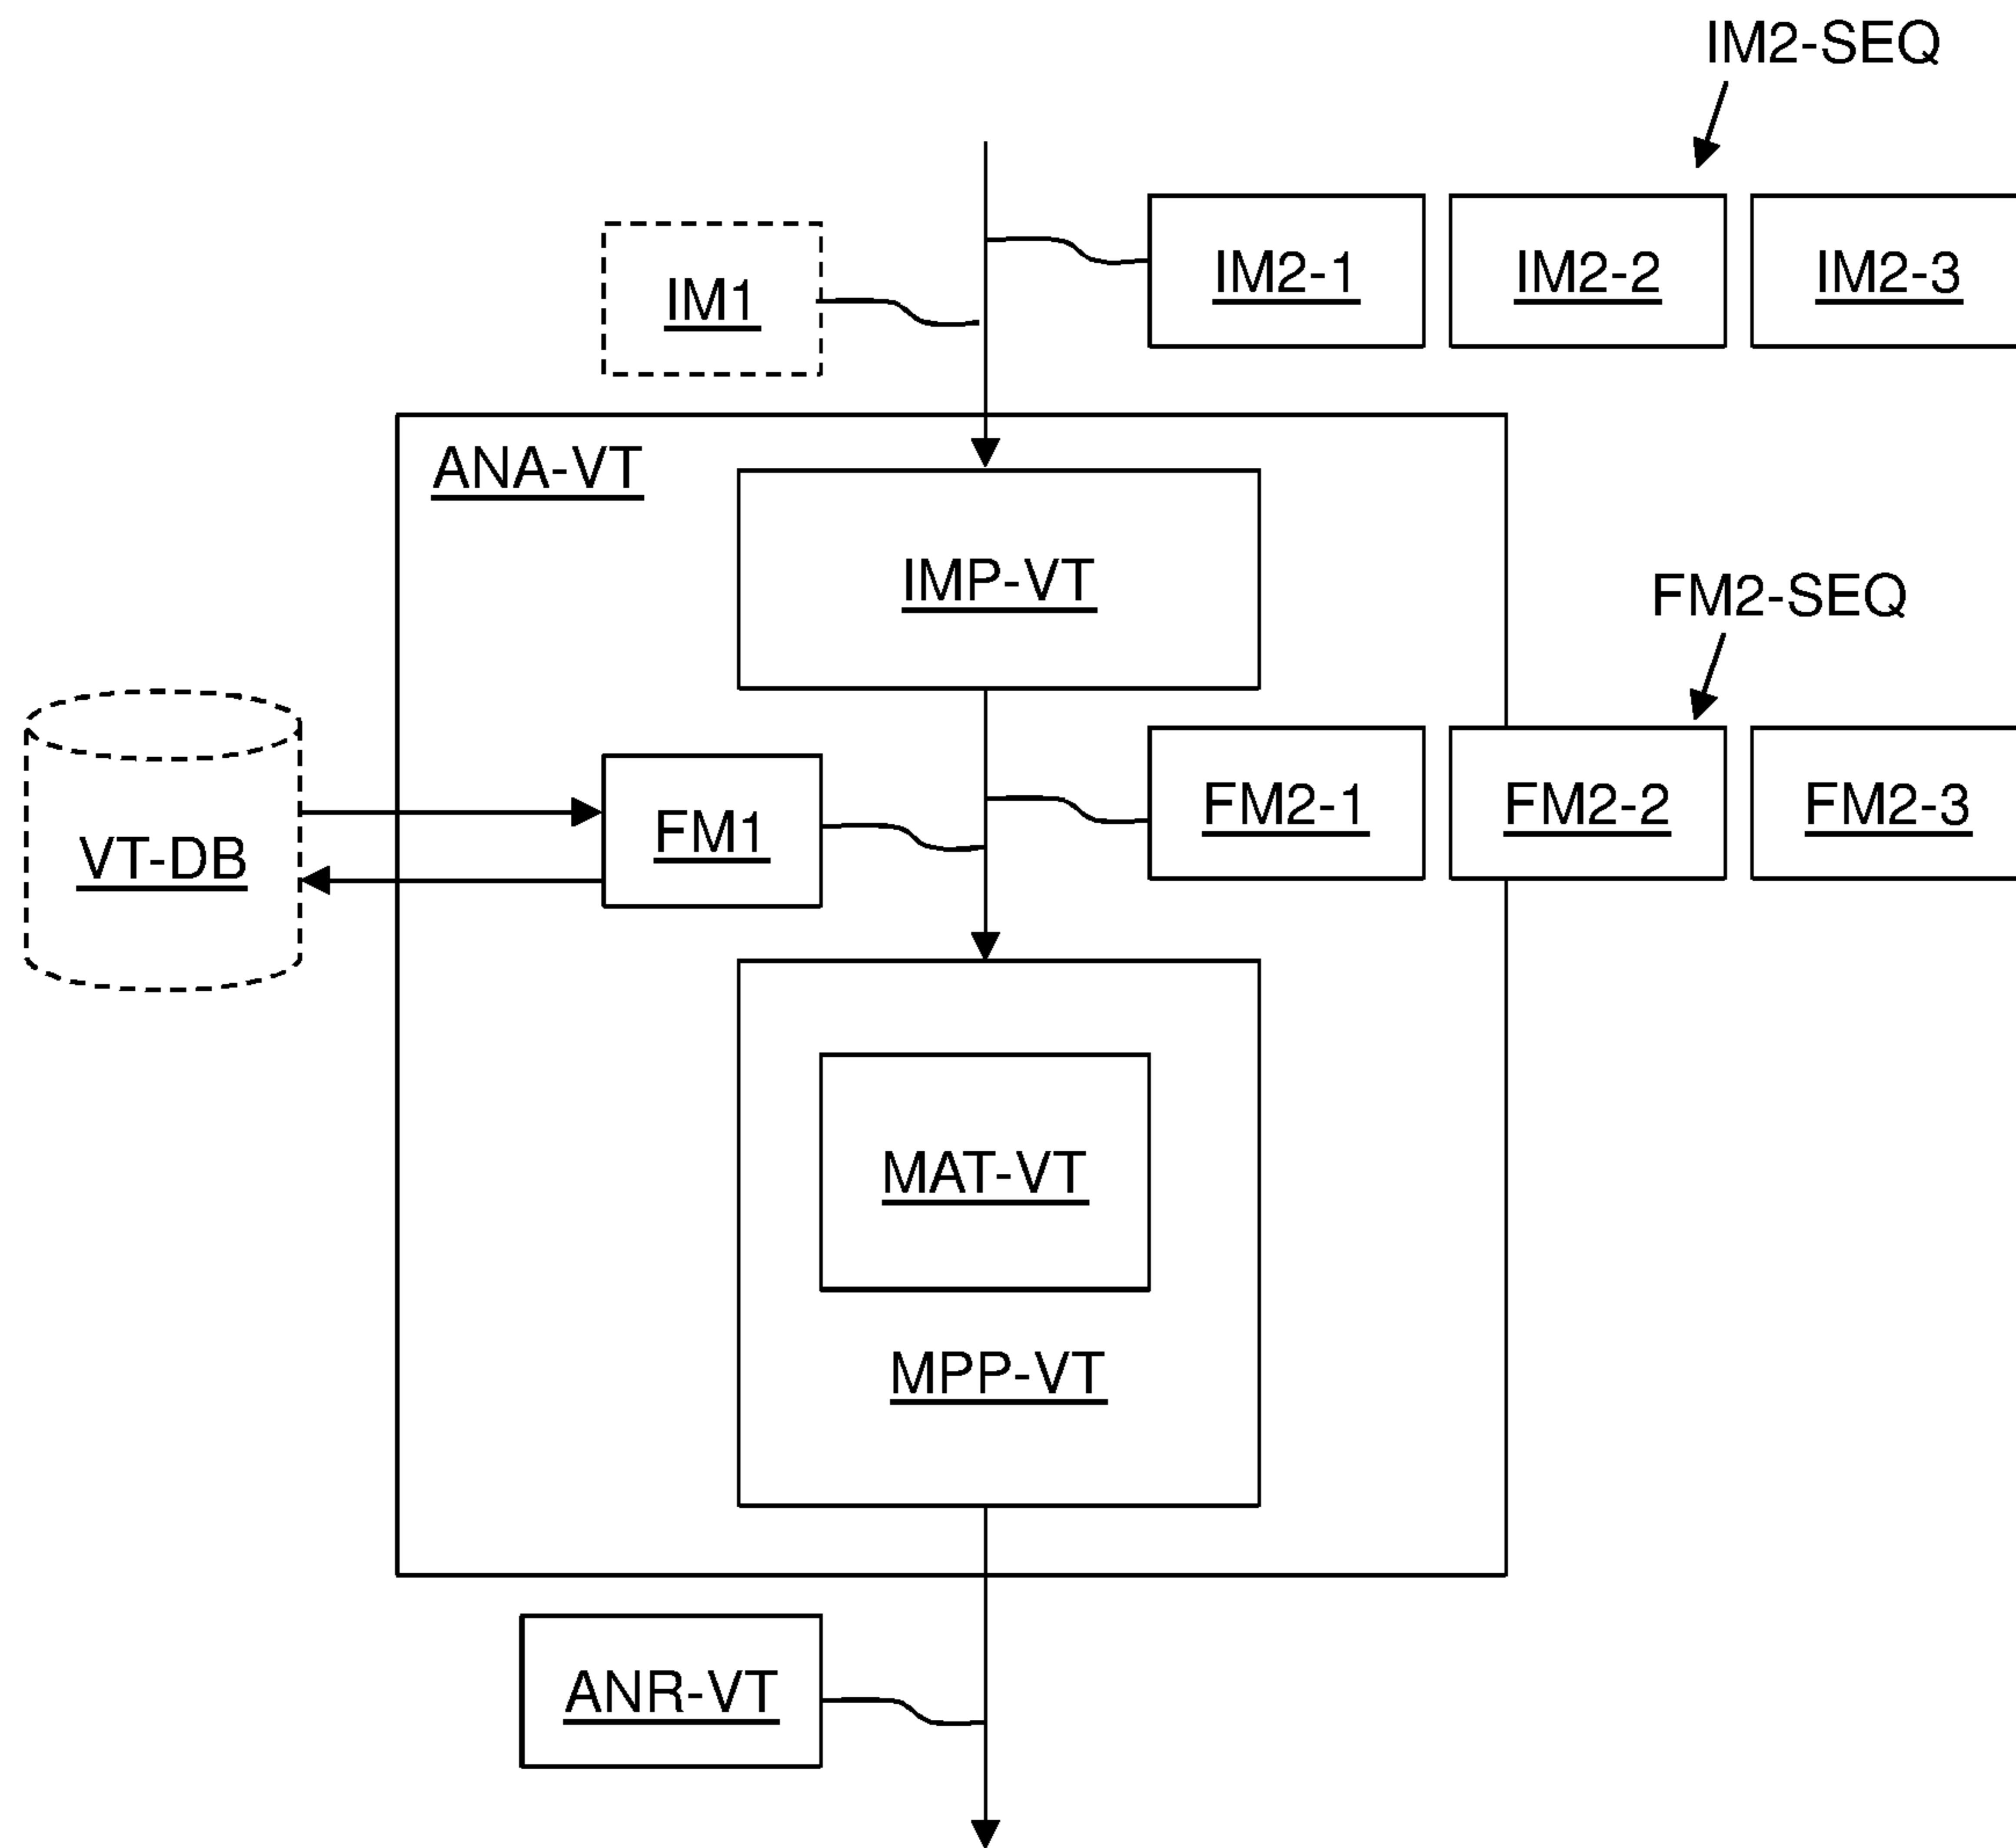 IM2-SEQ
IM1
IM2-1
IM2-2
IM2-3
ANA-VT
IMP-VT
FM2-SEQ
VT-DB
FM1
FM2-1
FM2-2
FM2-3
MAT-VT
MPP-VT
ANR-VT